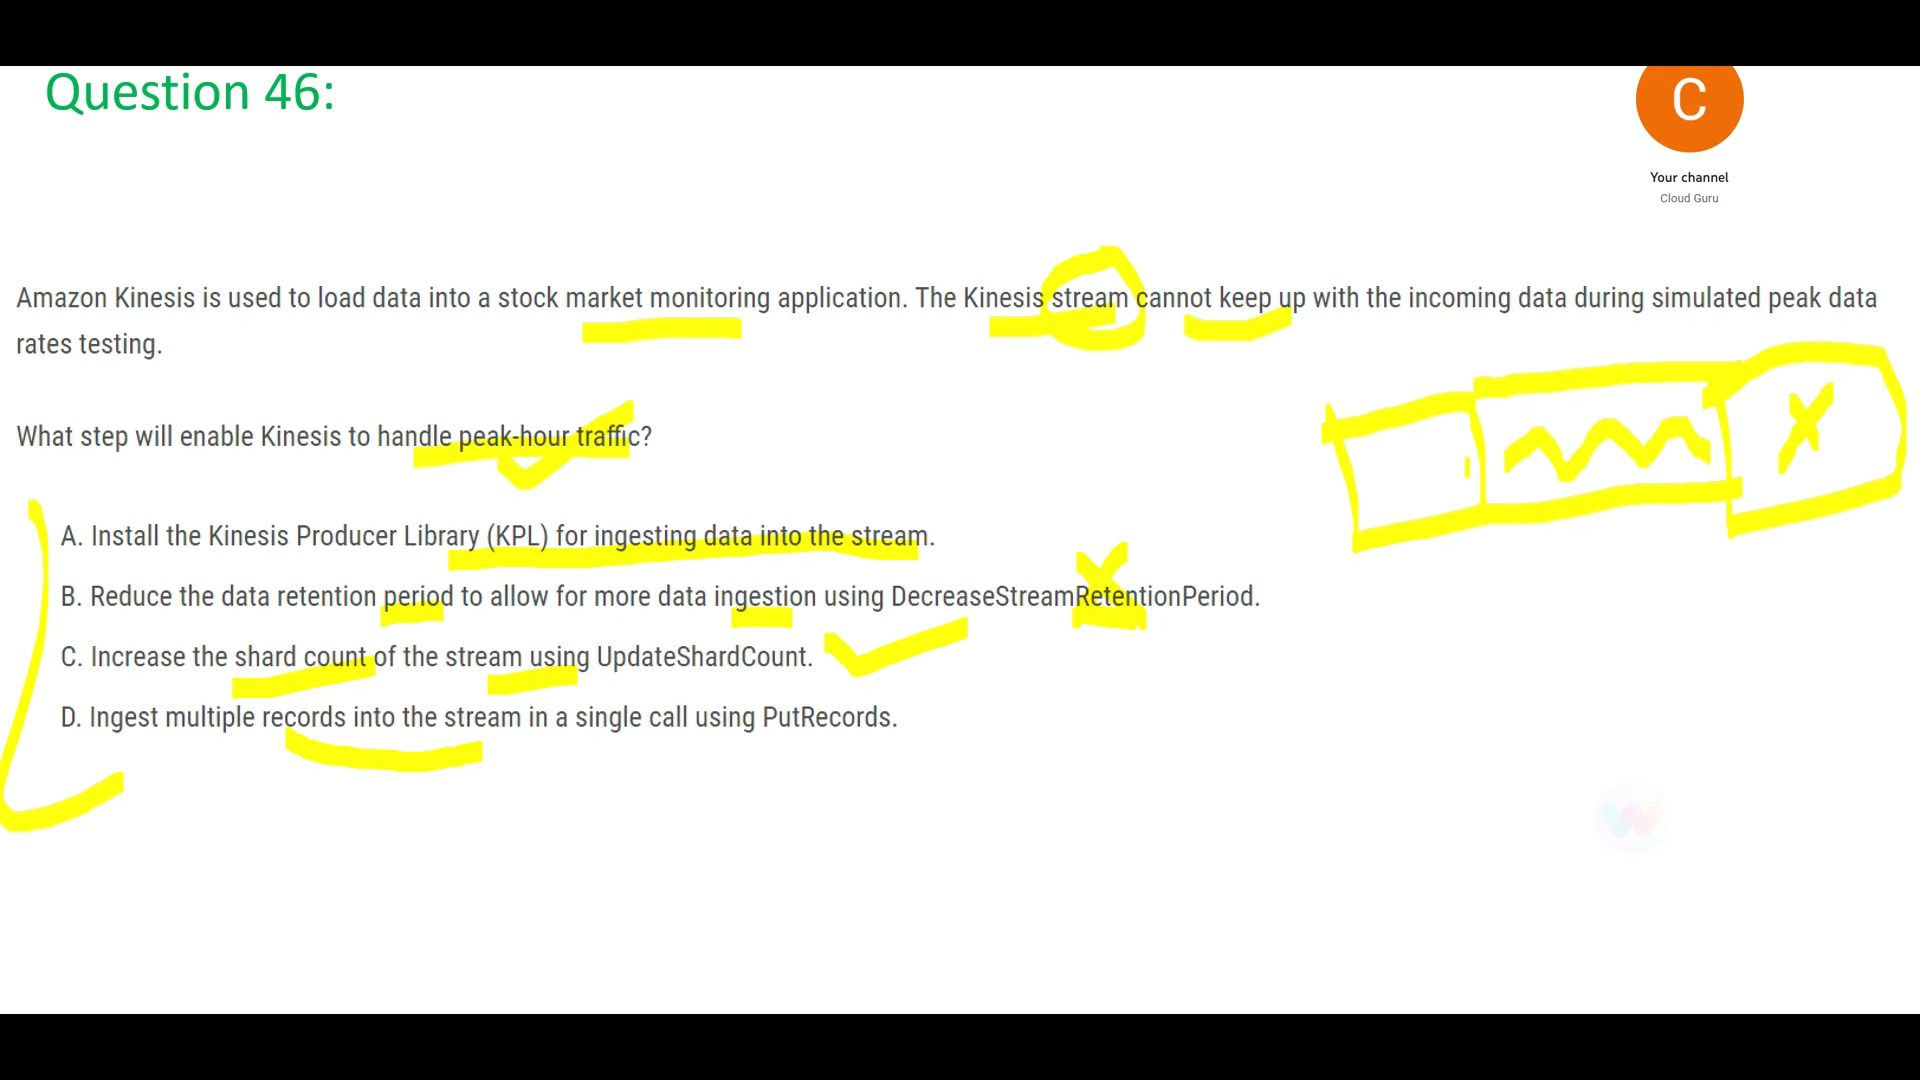 Question 46:
C
Your channel
Cloud Guru
Amazon Kinesis is used to load data into a stock market monitoring application. The Kinesis stream cannot keep up with the incoming data during simulated peak data
rates testing.
What step will enable Kinesis to handle peak-hour traffic?
A. Install the Kinesis Producer Library (KPL) for ingesting data into the stream.
B. Reduce the data retention period to allow for more data ingestion using DecreaseStreamRetentionPeriod.
C. Increase the shard count of the stream using UpdateShardCount.
D. Ingest multiple records into the stream in a single call using PutRecords.